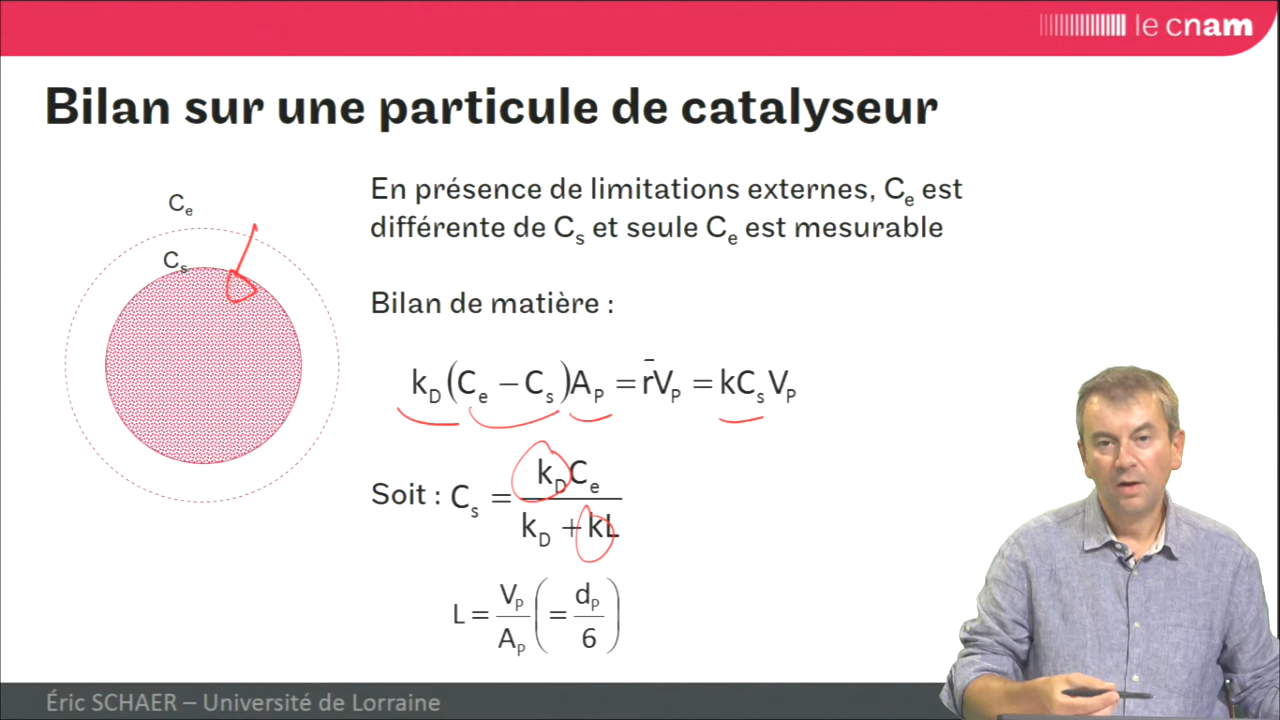 le cnam
Bilan sur une particule de catalyseur
En présence de limitations externes, Ce est
différente de Cs et seule Ce est mesurable
Ce
Cs
Bilan de matière :
kD(Ce − Cs)AP = r̄VP = kCsVP
Soit : Cs = kDCe / (kD + kL)
L = Vp / Ap (= dp / 6)
Éric SCHAER – Université de Lorraine